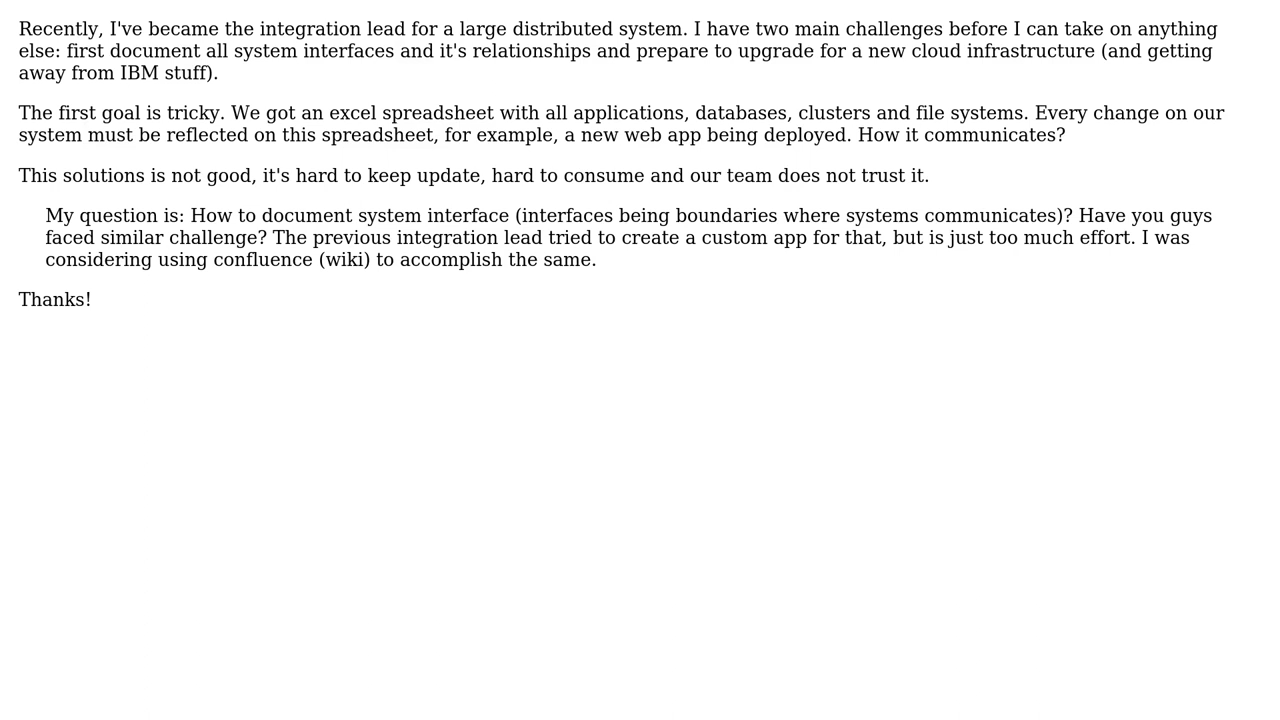 Recently, I've became the integration lead for a large distributed system. I have two main challenges before I can take on anything
else: first document all system interfaces and it's relationships and prepare to upgrade for a new cloud infrastructure (and getting
away from IBM stuff).
The first goal is tricky. We got an excel spreadsheet with all applications, databases, clusters and file systems. Every change on our
system must be reflected on this spreadsheet, for example, a new web app being deployed. How it communicates?
This solutions is not good, it's hard to keep update, hard to consume and our team does not trust it.
My question is: How to document system interface (interfaces being boundaries where systems communicates)? Have you guys
faced similar challenge? The previous integration lead tried to create a custom app for that, but is just too much effort. I was
considering using confluence (wiki) to accomplish the same.
Thanks!